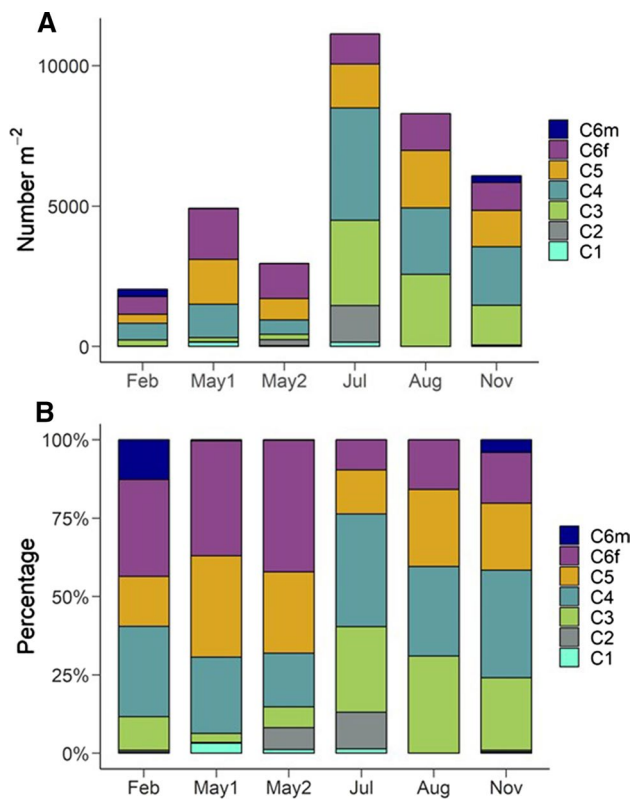 A
10000
5000
0
Number m⁻²
Feb May1 May2 Jul Aug Nov
C6m
C6f
C5
C4
C3
C2
C1
B
100%
75%
50%
25%
0%
Percentage
Feb May1 May2 Jul Aug Nov
C6m
C6f
C5
C4
C3
C2
C1